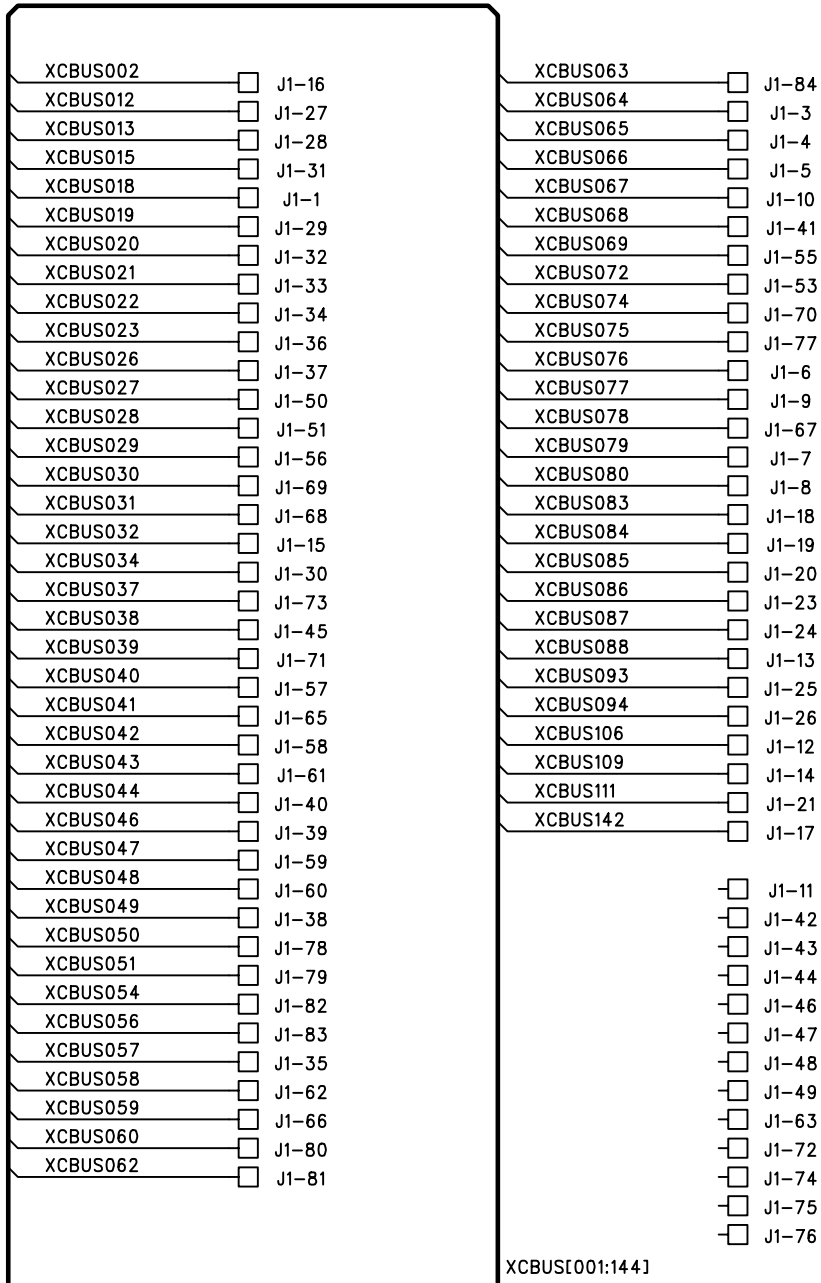 XCBUS002 J1-16
XCBUS012 J1-27
XCBUS013 J1-28
XCBUS015 J1-31
XCBUS018 J1-1
XCBUS019 J1-29
XCBUS020 J1-32
XCBUS021 J1-33
XCBUS022 J1-34
XCBUS023 J1-36
XCBUS026 J1-37
XCBUS027 J1-50
XCBUS028 J1-51
XCBUS029 J1-56
XCBUS030 J1-69
XCBUS031 J1-68
XCBUS032 J1-15
XCBUS034 J1-30
XCBUS037 J1-73
XCBUS038 J1-45
XCBUS039 J1-71
XCBUS040 J1-57
XCBUS041 J1-65
XCBUS042 J1-58
XCBUS043 J1-61
XCBUS044 J1-40
XCBUS046 J1-39
XCBUS047 J1-59
XCBUS048 J1-60
XCBUS049 J1-38
XCBUS050 J1-78
XCBUS051 J1-79
XCBUS054 J1-82
XCBUS056 J1-83
XCBUS057 J1-35
XCBUS058 J1-62
XCBUS059 J1-66
XCBUS060 J1-80
XCBUS062 J1-81
XCBUS063 J1-84
XCBUS064 J1-3
XCBUS065 J1-4
XCBUS066 J1-5
XCBUS067 J1-10
XCBUS068 J1-41
XCBUS069 J1-55
XCBUS072 J1-53
XCBUS074 J1-70
XCBUS075 J1-77
XCBUS076 J1-6
XCBUS077 J1-9
XCBUS078 J1-67
XCBUS079 J1-7
XCBUS080 J1-8
XCBUS083 J1-18
XCBUS084 J1-19
XCBUS085 J1-20
XCBUS086 J1-23
XCBUS087 J1-24
XCBUS088 J1-13
XCBUS093 J1-25
XCBUS094 J1-26
XCBUS106 J1-12
XCBUS109 J1-14
XCBUS111 J1-21
XCBUS142 J1-17
J1-11
J1-42
J1-43
J1-44
J1-46
J1-47
J1-48
J1-49
J1-63
J1-72
J1-74
J1-75
J1-76
XCBUS[001:144]